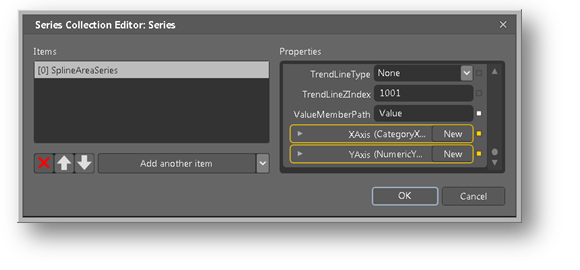 Series Collection Editor: Series
Items
[0] SplineAreaSeries
Add another item
Properties
TrendLineType None
TrendLineZIndex 1001
ValueMemberPath Value
XAxis (CategoryX... New
YAxis (NumericY... New
OK Cancel